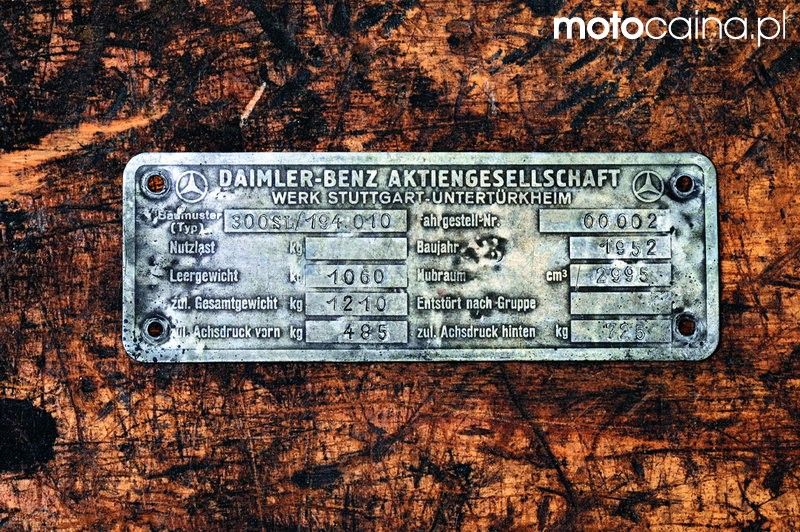 motocaina.pl
DAIMLER-BENZ AKTIENGESELLSCHAFT
WERK STUTTGART-UNTERTÜRKHEIM
Baumuster (Typ) 300SL/194 010 Fahrgestell-Nr. 00 002
Nutzlast kg Baujahr 1952
Leergewicht kg 1060 Hubraum cm³ 2995
zul. Gesamtgewicht kg 1210 Entstört nach Gruppe
zul. Achsdruck vorn kg 485 zul. Achsdruck hinten kg 725